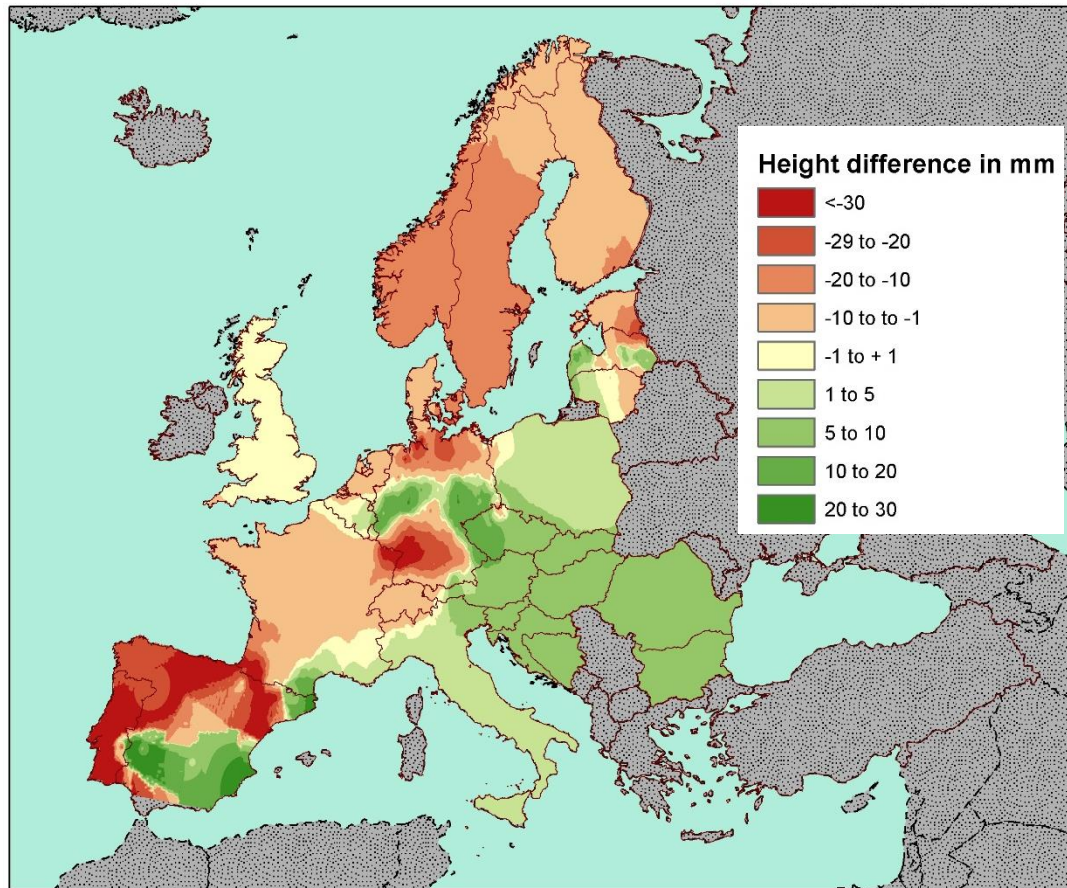 Height difference in mm
<-30
-29 to -20
-20 to -10
-10 to to -1
-1 to + 1
1 to 5
5 to 10
10 to 20
20 to 30